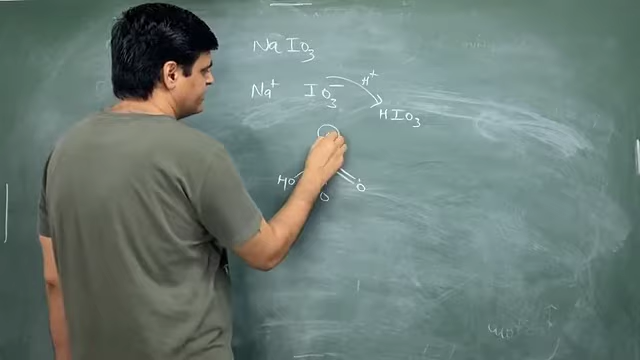 NaIO3
Na+ IO3− H+
HIO3
HO O
O